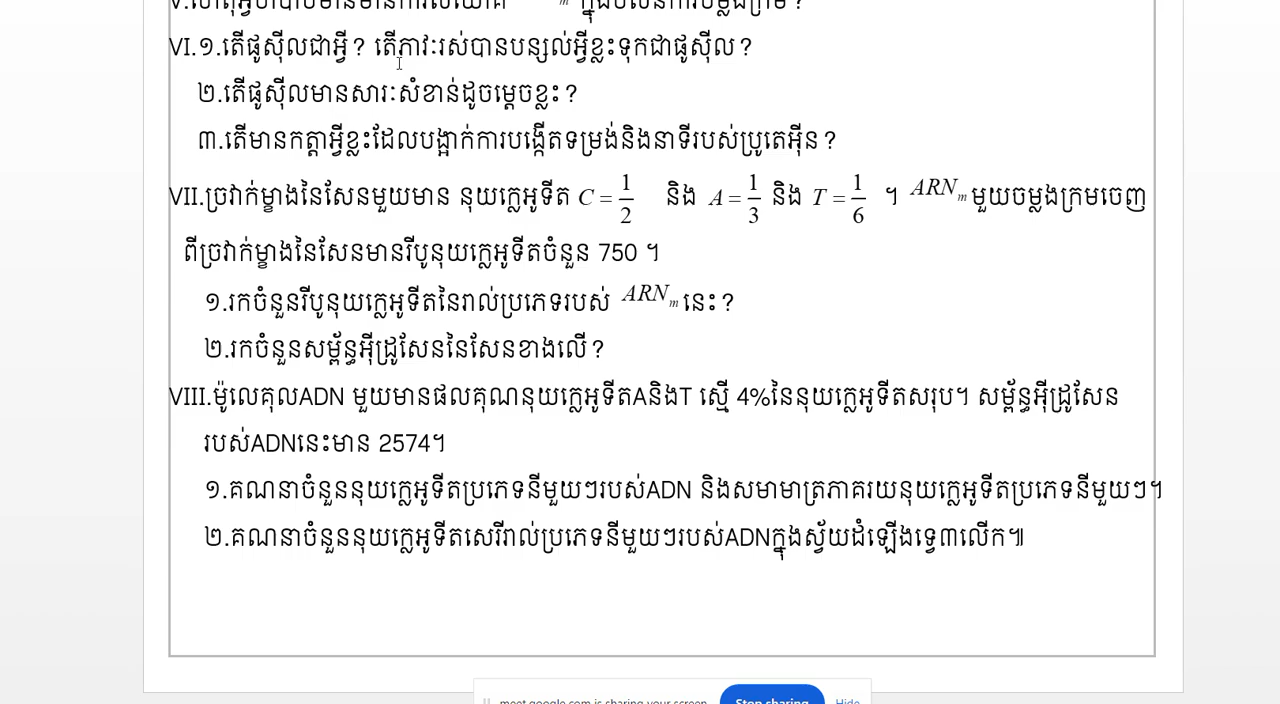 VI.១.តើផូស៊ីលជាអ្វី? តើភាវៈរស់បានបន្សល់អ្វីខ្លះទុកជាផូស៊ីល?
២.តើផូស៊ីលមានសារៈសំខាន់ដូចម្ដេចខ្លះ?
៣.តើមានកត្តាអ្វីខ្លះដែលបង្អាក់ការបង្កើតទម្រង់និងនាទីរបស់ប្រូតេអ៊ីន?
VII.ច្រវាក់ម្ខាងនៃសែនមួយមាន នុយក្លេអូទីត C = 1/2 និង A = 1/3 និង T = 1/6 ។ ARNm មួយចម្លងក្រមចេញ
ពីច្រវាក់ម្ខាងនៃសែនមានរីបូនុយក្លេអូទីតចំនួន 750 ។
១.រកចំនួនរីបូនុយក្លេអូទីតនៃរាល់ប្រភេទរបស់ ARNm នេះ?
២.រកចំនួនសម្ព័ន្ធអ៊ីដ្រូសែននៃសែនខាងលើ?
VIII.ម៉ូលេគុលADN មួយមានផលគុណនុយក្លេអូទីតAនិងT ស្មើ 4%នៃនុយក្លេអូទីតសរុប។ សម្ព័ន្ធអ៊ីដ្រូសែន
របស់ADNនេះមាន 2574។
១.គណនាចំនួននុយក្លេអូទីតប្រភេទនីមួយៗរបស់ADN និងសមាមាត្រភាគរយនុយក្លេអូទីតប្រភេទនីមួយៗ។
២.គណនាចំនួននុយក្លេអូទីតសេរីរាល់ប្រភេទនីមួយៗរបស់ADNក្នុងស្វ័យដំឡើងទ្វេ៣លើក៕
meet.google.com is sharing your screen. Stop sharing Hide